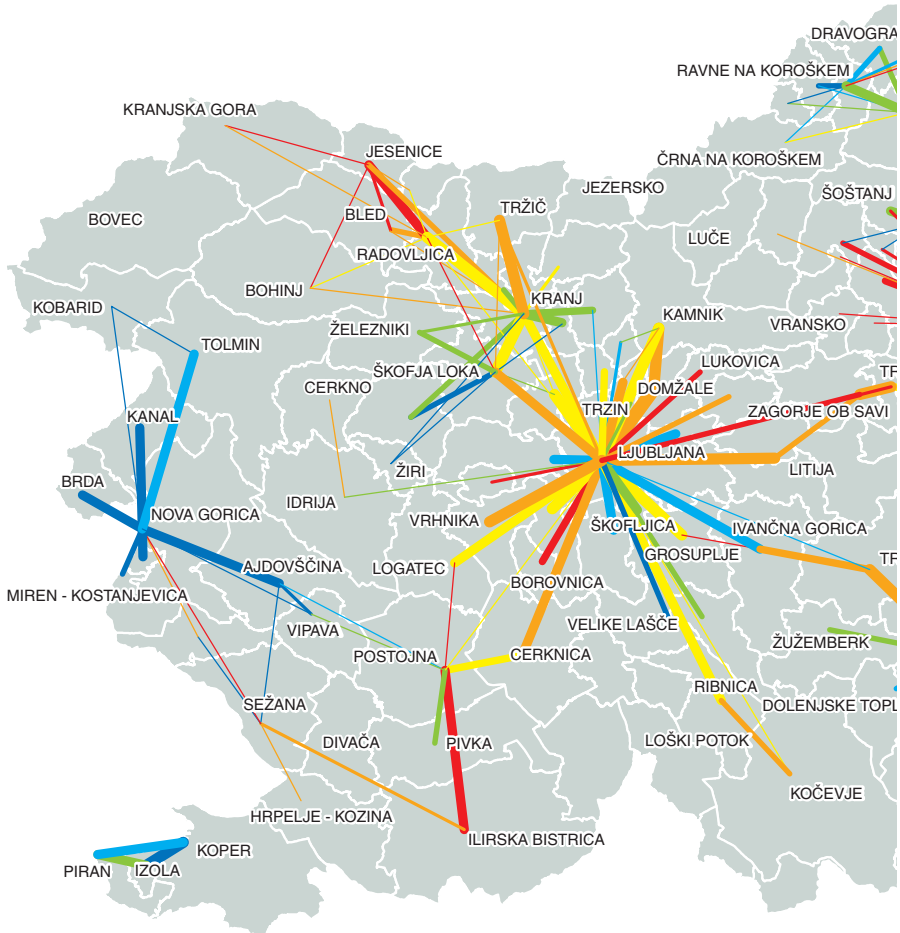 DRAVOGRA
RAVNE NA KOROŠKEM
KRANJSKA GORA
JESENICE
ČRNA NA KOROŠKEM
JEZERSKO
ŠOŠTANJ
TRŽIČ
BLED
BOVEC
LUČE
RADOVLJICA
BOHINJ
KRANJ
KOBARID
KAMNIK
ŽELEZNIKI
VRANSKO
TOLMIN
LUKOVICA
ŠKOFJA LOKA
TR
CERKNO
DOMŽALE
TRZIN
ZAGORJE OB SAVI
KANAL
LJUBLJANA
ŽIRI
LITIJA
BRDA
IDRIJA
NOVA GORICA
VRHNIKA
ŠKOFLJICA
IVANČNA GORICA
GROSUPLJE
AJDOVŠČINA
LOGATEC
TR
BOROVNICA
MIREN - KOSTANJEVICA
VELIKE LAŠČE
VIPAVA
ŽUŽEMBERK
POSTOJNA
CERKNICA
RIBNICA
SEŽANA
DOLENJSKE TOPL
DIVAČA
PIVKA
LOŠKI POTOK
KOČEVJE
HRPELJE - KOZINA
ILIRSKA BISTRICA
KOPER
PIRAN
IZOLA